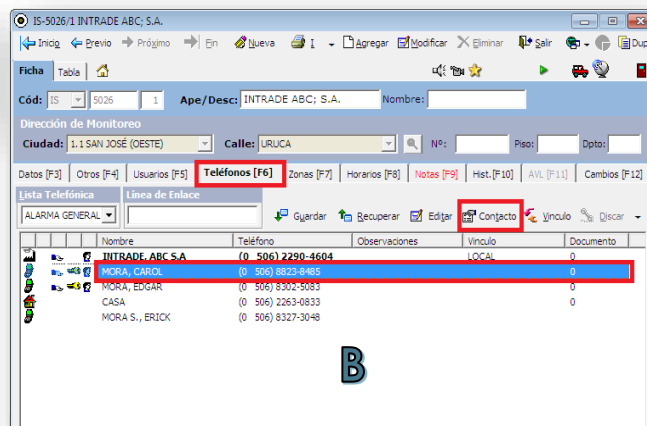 IS-5026/1 INTRADE ABC; S.A.
Inicio Previo Próximo Fin Nueva I Agregar Modificar Eliminar Salir Dup
Ficha Tabla
Cód: IS 5026 1 Ape/Desc: INTRADE ABC; S.A. Nombre:
Dirección de Monitoreo
Ciudad: 1.1 SAN JOSÉ (OESTE) Calle: URUCA Nº: Piso: Dpto:
Datos [F3] Otros [F4] Usuarios [F5] Teléfonos [F6] Zonas [F7] Horarios [F8] Notas [F9] Hist.[F10] AVL [F11] Cambios [F12]
Lista Telefónica Línea de Enlace
ALARMA GENERAL Guardar Recuperar Editar Contacto Vinculo Discar
Nombre Teléfono Observaciones Vinculo Documento
INTRADE, ABC S.A (0 506) 2290-4604 LOCAL 0
MORA, CAROL (0 506) 8823-8485 0
MORA, EDGAR (0 506) 8302-5083 0
CASA (0 506) 2263-0833 0
MORA S., ERICK (0 506) 8327-3048
B